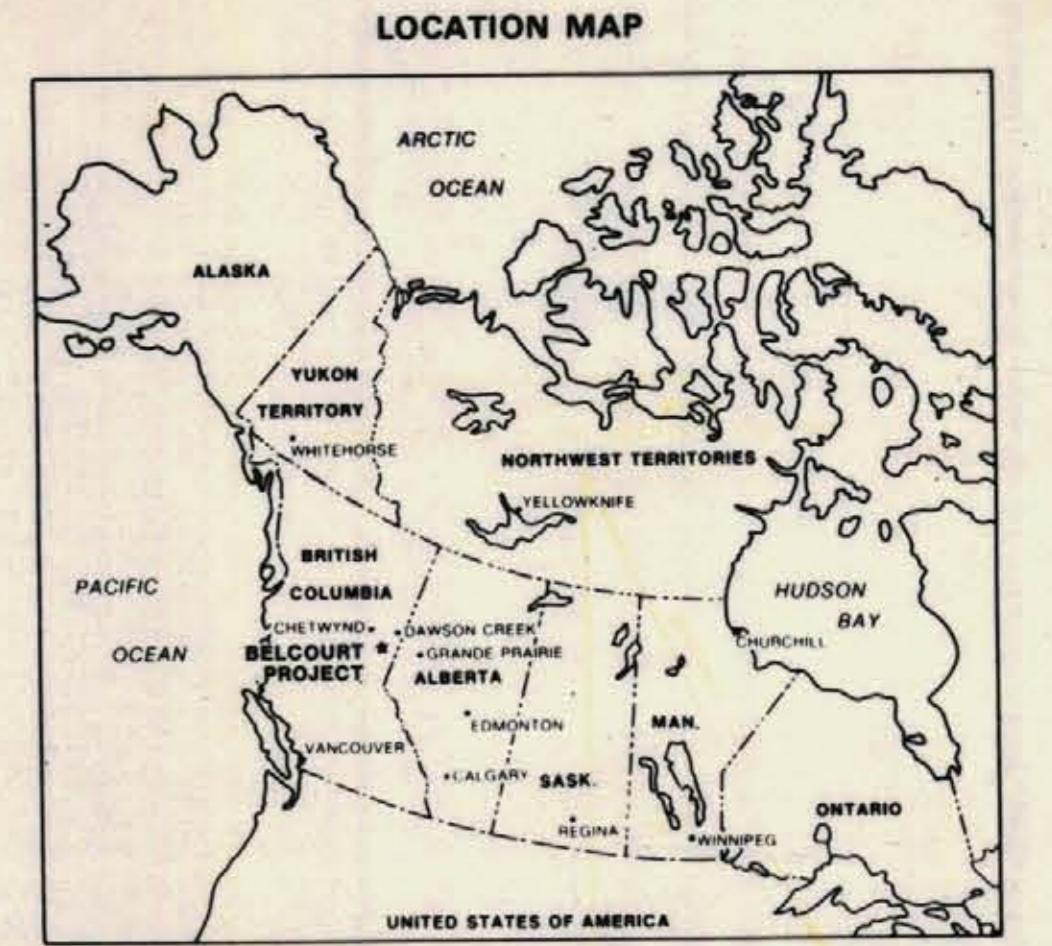 LOCATION MAP
ARCTIC
OCEAN
ALASKA
YUKON
TERRITORY
WHITEHORSE
NORTHWEST TERRITORIES
YELLOWKNIFE
BRITISH
COLUMBIA
PACIFIC
OCEAN
HUDSON
BAY
CHETWYND
DAWSON CREEK
CHURCHILL
BELCOURT
PROJECT
GRANDE PRAIRIE
ALBERTA
EDMONTON
MAN.
VANCOUVER
CALGARY
SASK.
ONTARIO
REGINA
WINNIPEG
UNITED STATES OF AMERICA